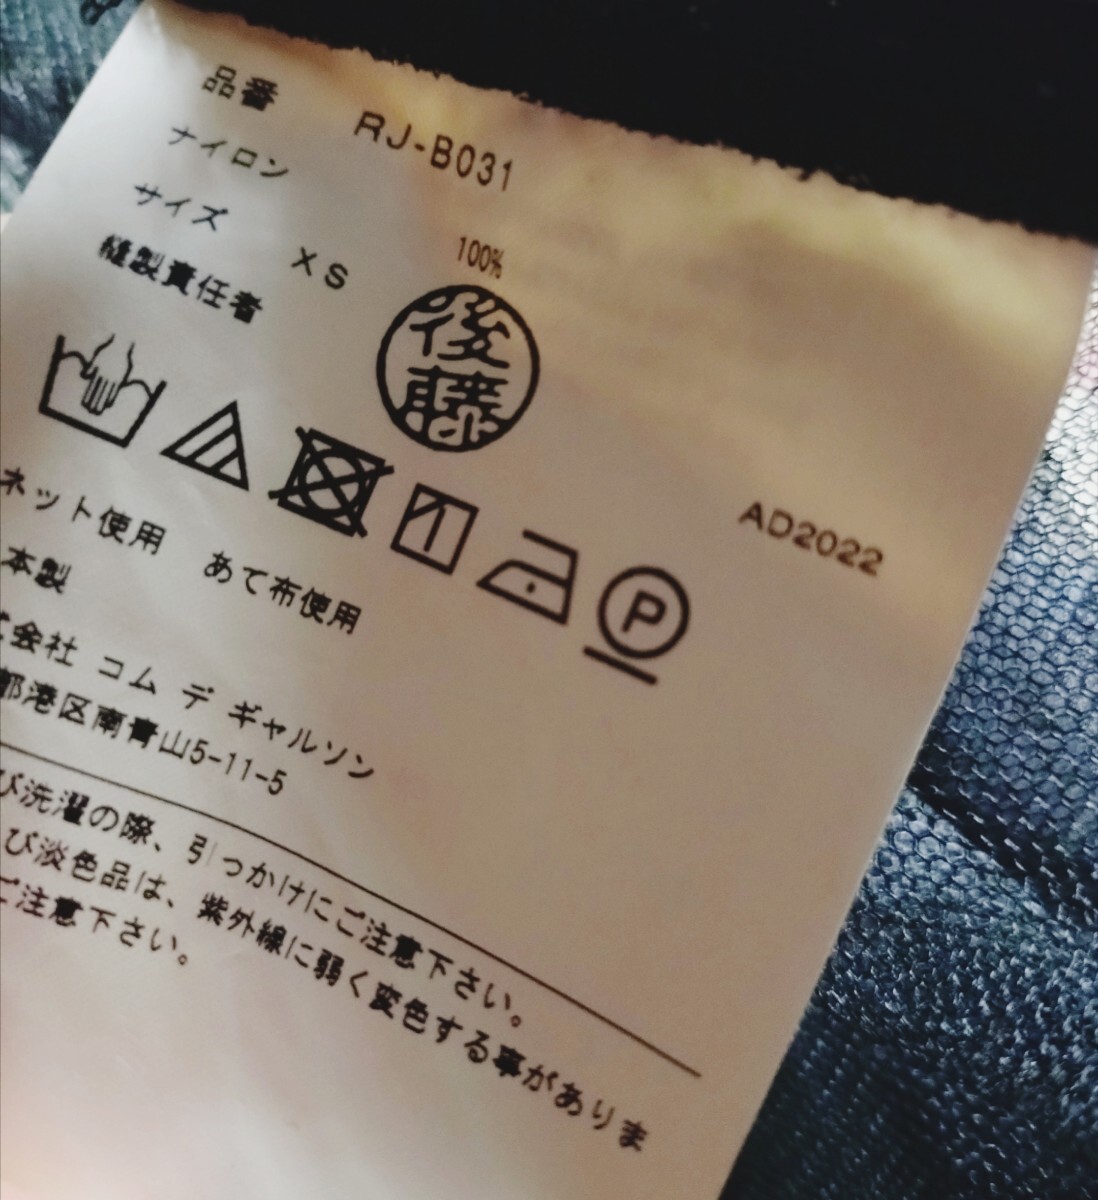 品番 RJ-B031
ナイロン 100%
サイズ XS
縫製責任者 後藤
AD2022
P
ネット使用 あて布使用
本製
会社 コム デ ギャルソン
都港区南青山5-11-5
び洗濯の際、引っかけにご注意下さい。
び淡色品は、紫外線に弱く変色する事がありま
ご注意下さい。